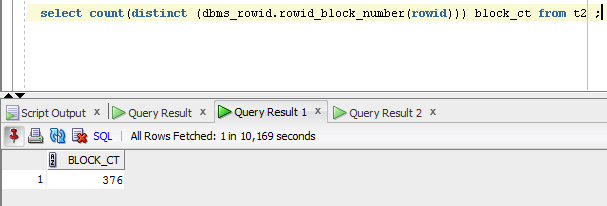 select count(distinct (dbms_rowid.rowid_block_number(rowid))) block_ct from t2 ;
Script Output x Query Result x Query Result 1 x Query Result 2 x
SQL | All Rows Fetched: 1 in 10,169 seconds
BLOCK_CT
1 376